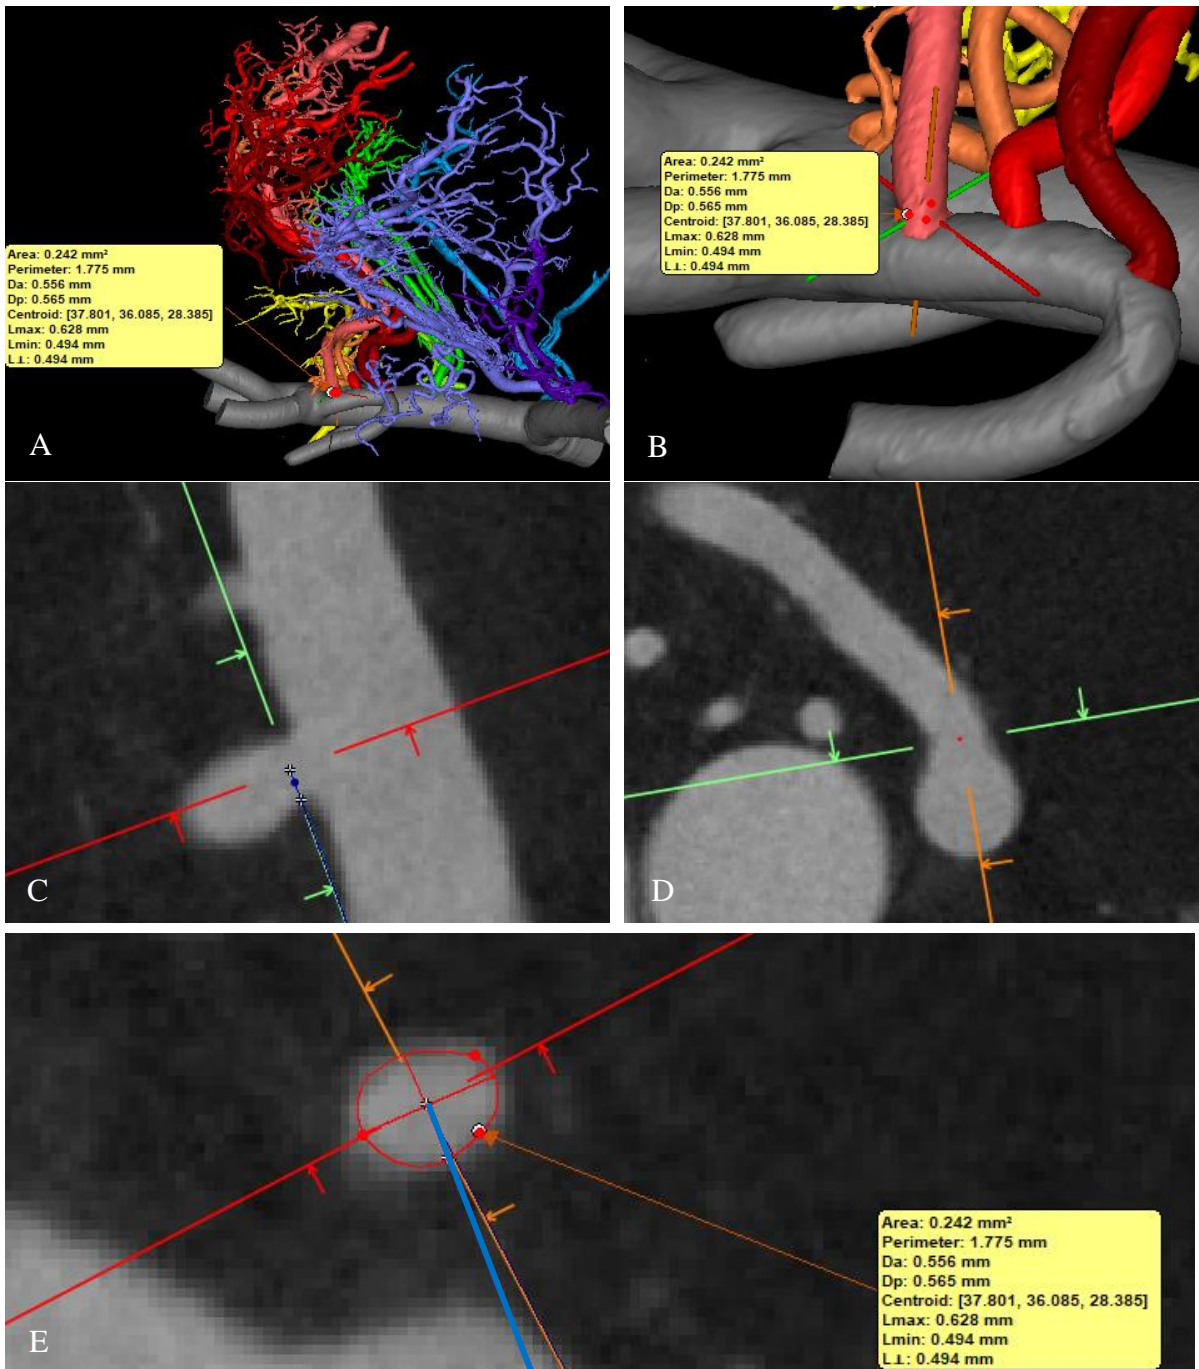 Area: 0.242 mm²
Perimeter: 1.775 mm
Da: 0.556 mm
Dp: 0.565 mm
Centroid: [37.801, 36.085, 28.385]
Lmax: 0.628 mm
Lmin: 0.494 mm
L⊥: 0.494 mm
A
Area: 0.242 mm²
Perimeter: 1.775 mm
Da: 0.556 mm
Dp: 0.565 mm
Centroid: [37.801, 36.085, 28.385]
Lmax: 0.628 mm
Lmin: 0.494 mm
L⊥: 0.494 mm
B
C
D
Area: 0.242 mm²
Perimeter: 1.775 mm
Da: 0.556 mm
Dp: 0.565 mm
Centroid: [37.801, 36.085, 28.385]
Lmax: 0.628 mm
Lmin: 0.494 mm
L⊥: 0.494 mm
E